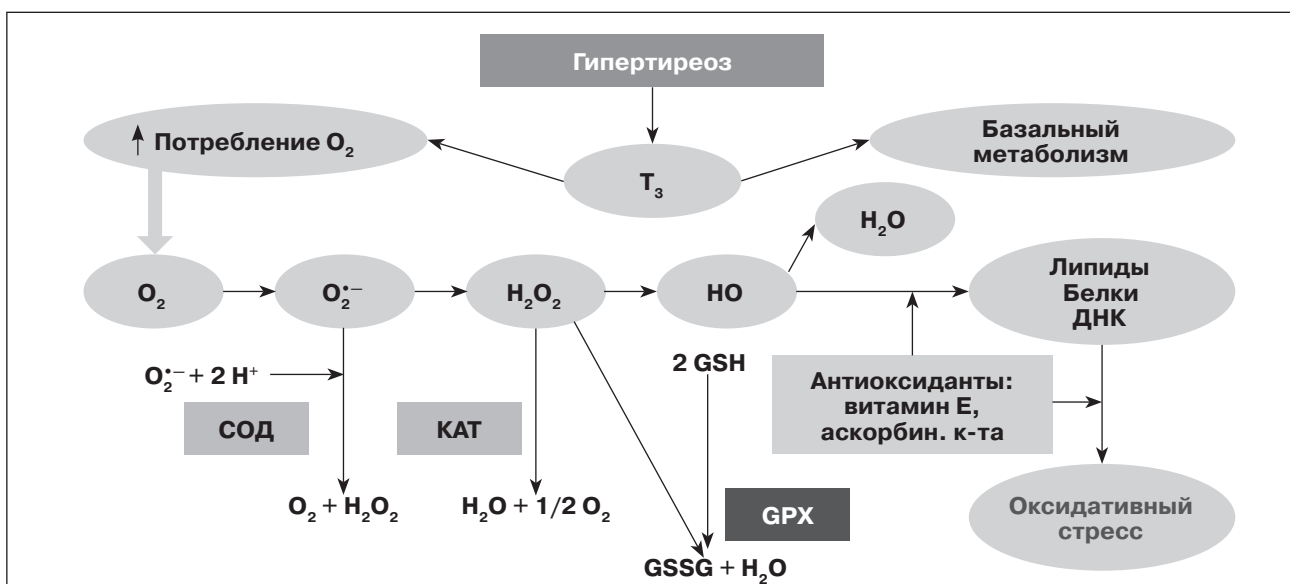 Гипертиреоз
↑ Потребление O₂
Базальный
метаболизм
T₃
H₂O
O₂
O₂•–
H₂O₂
HO
Липиды
Белки
ДНК
O₂•– + 2 H⁺
2 GSH
Антиоксиданты:
витамин Е,
аскорбин. к-та
СОД
КАТ
O₂ + H₂O₂
H₂O + 1/2 O₂
GPX
GSSG + H₂O
Оксидативный
стресс